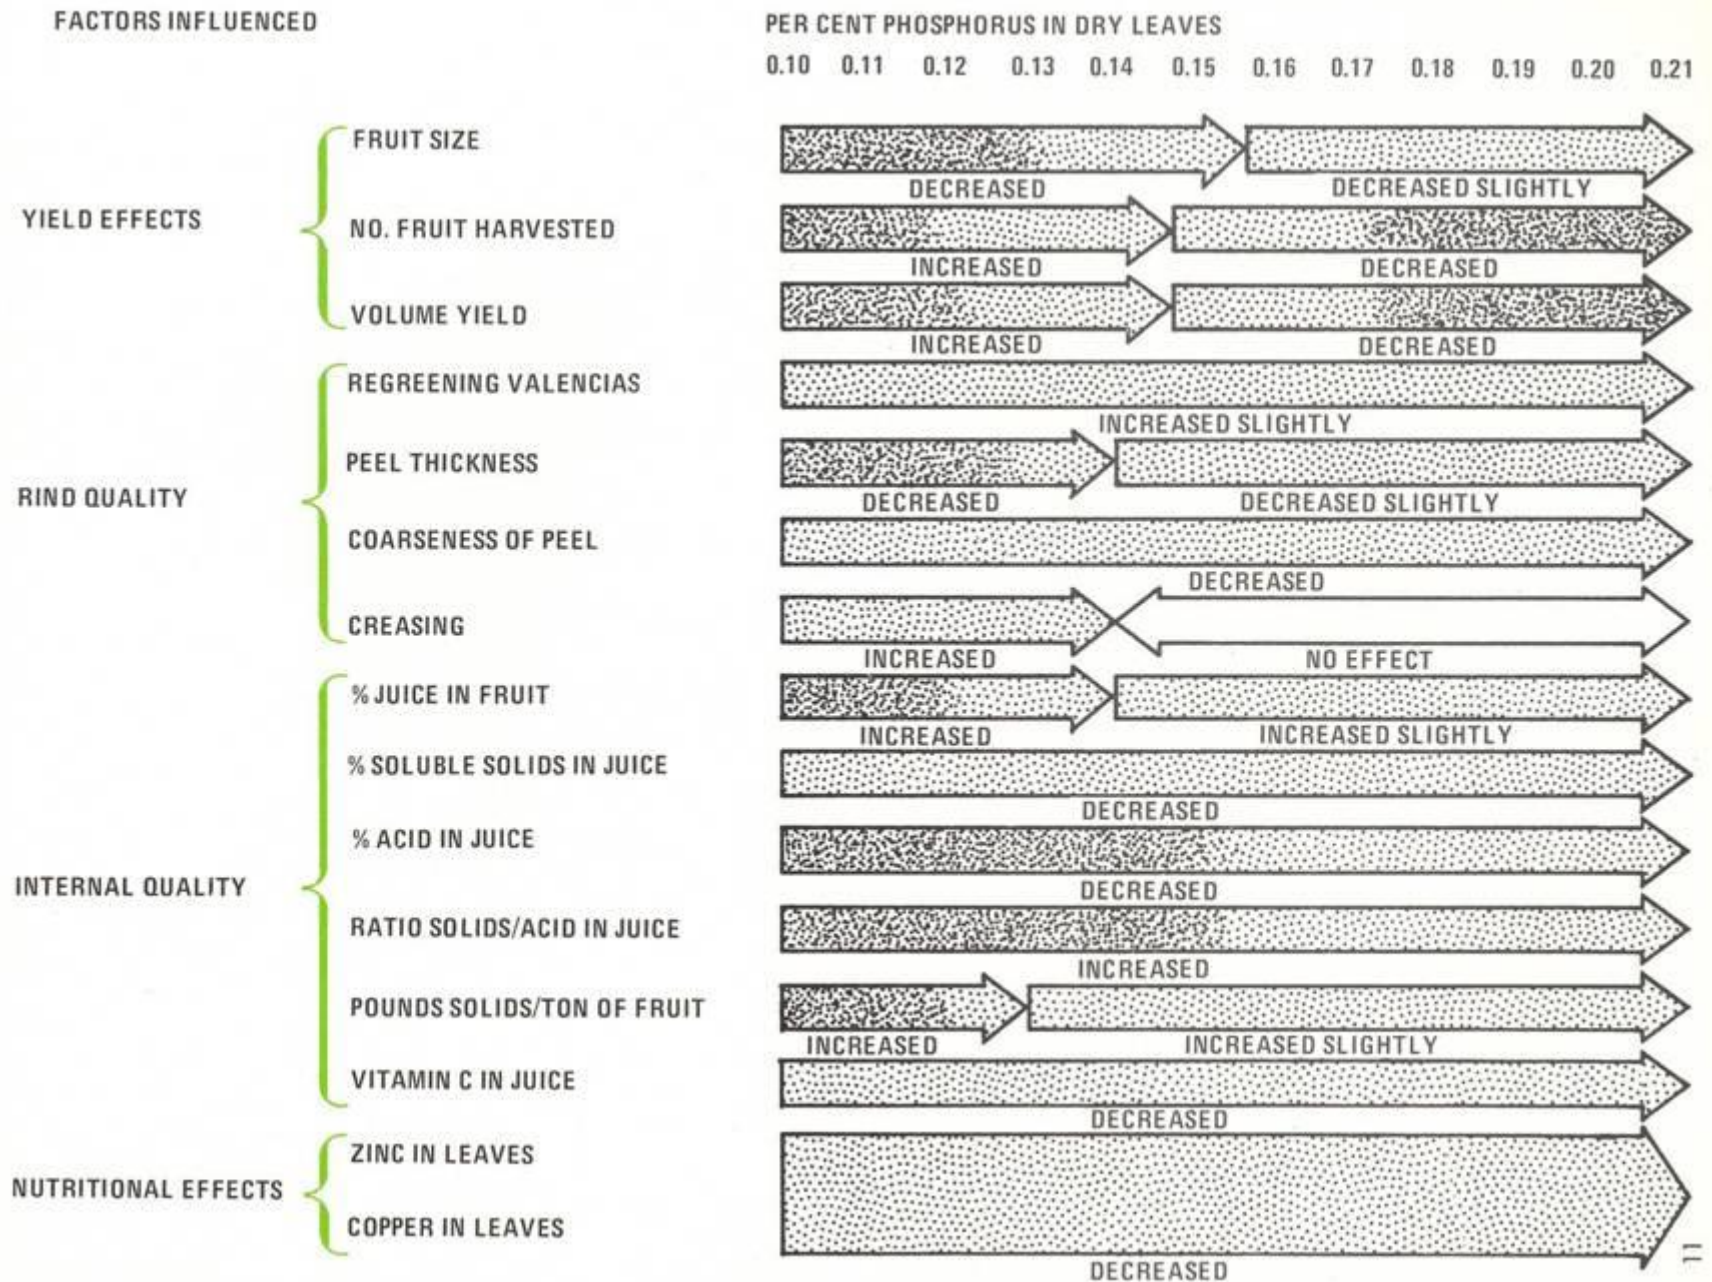 FACTORS INFLUENCED
PER CENT PHOSPHORUS IN DRY LEAVES
0.10 0.11 0.12 0.13 0.14 0.15 0.16 0.17 0.18 0.19 0.20 0.21
YIELD EFFECTS
FRUIT SIZE
DECREASED DECREASED SLIGHTLY
NO. FRUIT HARVESTED
INCREASED DECREASED
VOLUME YIELD
INCREASED DECREASED
RIND QUALITY
REGREENING VALENCIAS
INCREASED SLIGHTLY
PEEL THICKNESS
DECREASED DECREASED SLIGHTLY
COARSENESS OF PEEL
DECREASED
CREASING
INCREASED NO EFFECT
INTERNAL QUALITY
% JUICE IN FRUIT
INCREASED INCREASED SLIGHTLY
% SOLUBLE SOLIDS IN JUICE
DECREASED
% ACID IN JUICE
DECREASED
RATIO SOLIDS/ACID IN JUICE
INCREASED
POUNDS SOLIDS/TON OF FRUIT
INCREASED INCREASED SLIGHTLY
VITAMIN C IN JUICE
DECREASED
NUTRITIONAL EFFECTS
ZINC IN LEAVES
COPPER IN LEAVES
DECREASED
11